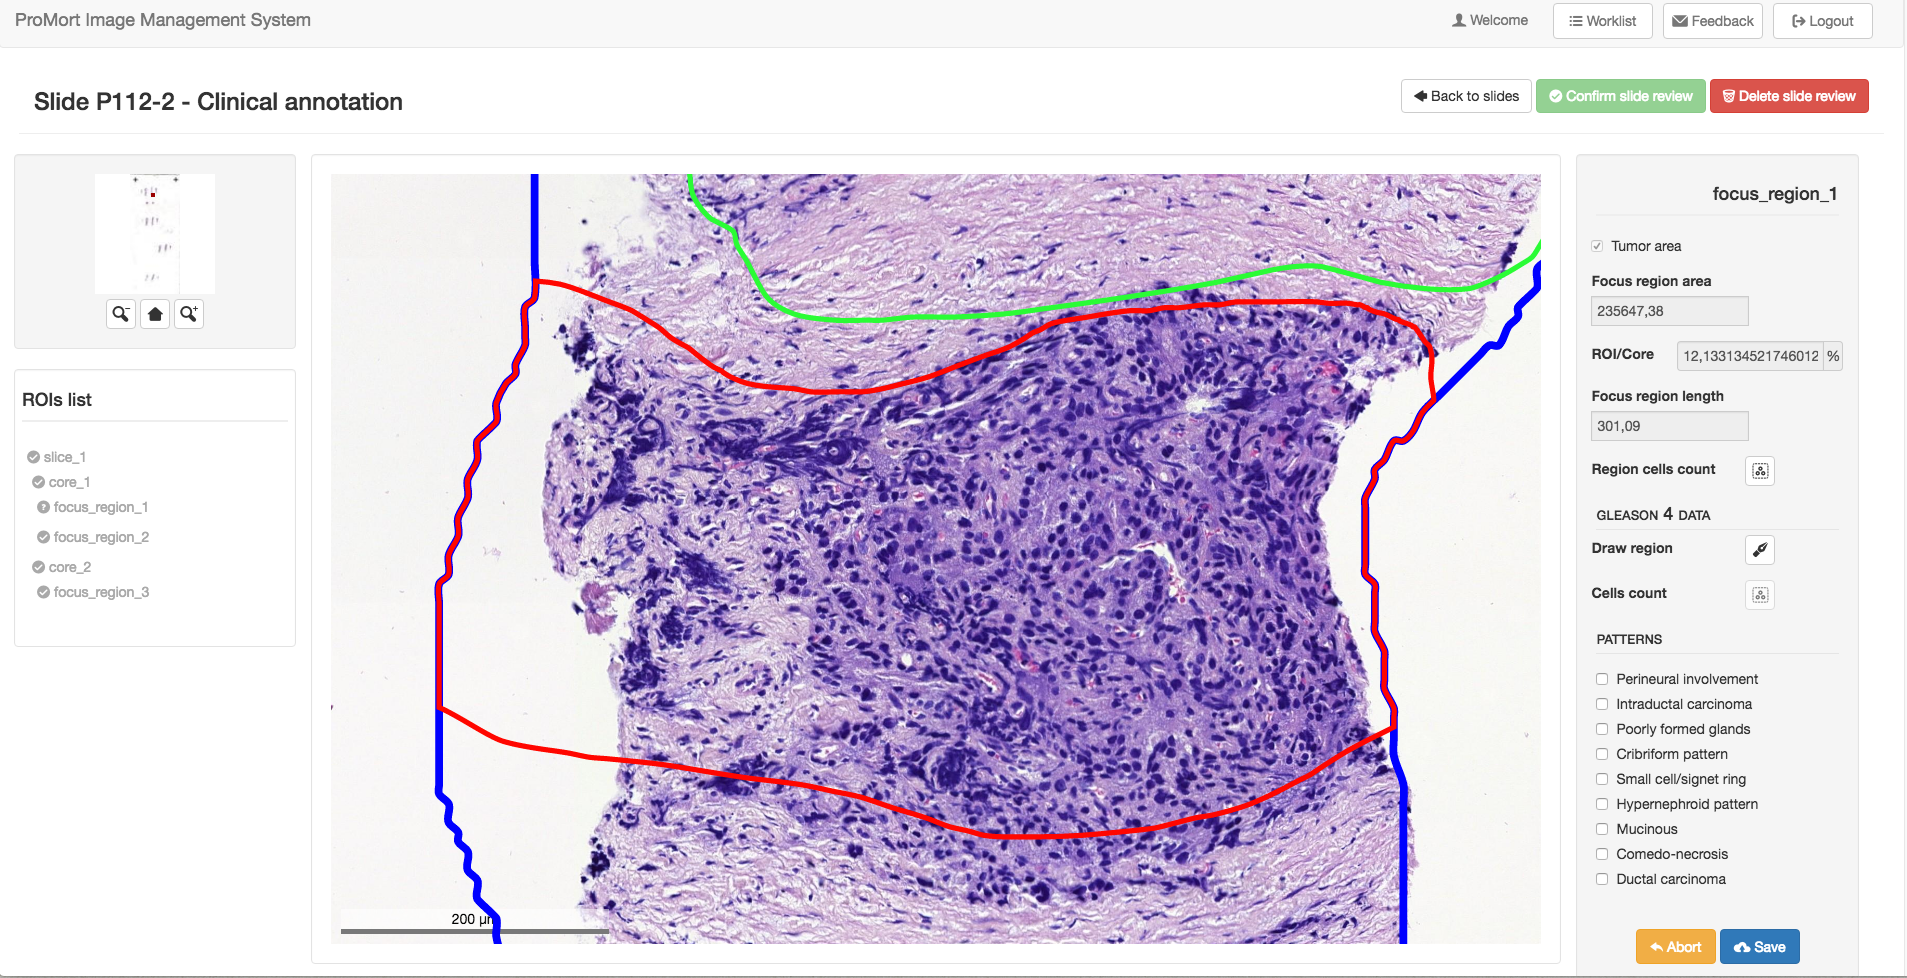 ProMort Image Management System
Welcome
Worklist
Feedback
Logout
Slide P112-2 - Clinical annotation
Back to slides
Confirm slide review
Delete slide review
ROIs list
slice_1
core_1
focus_region_1
focus_region_2
core_2
focus_region_3
200 µm
focus_region_1
Tumor area
Focus region area
235647,38
ROI/Core 12,133134521746012 %
Focus region length
301,09
Region cells count
GLEASON 4 DATA
Draw region
Cells count
PATTERNS
Perineural involvement
Intraductal carcinoma
Poorly formed glands
Cribriform pattern
Small cell/signet ring
Hypernephroid pattern
Mucinous
Comedo-necrosis
Ductal carcinoma
Abort
Save